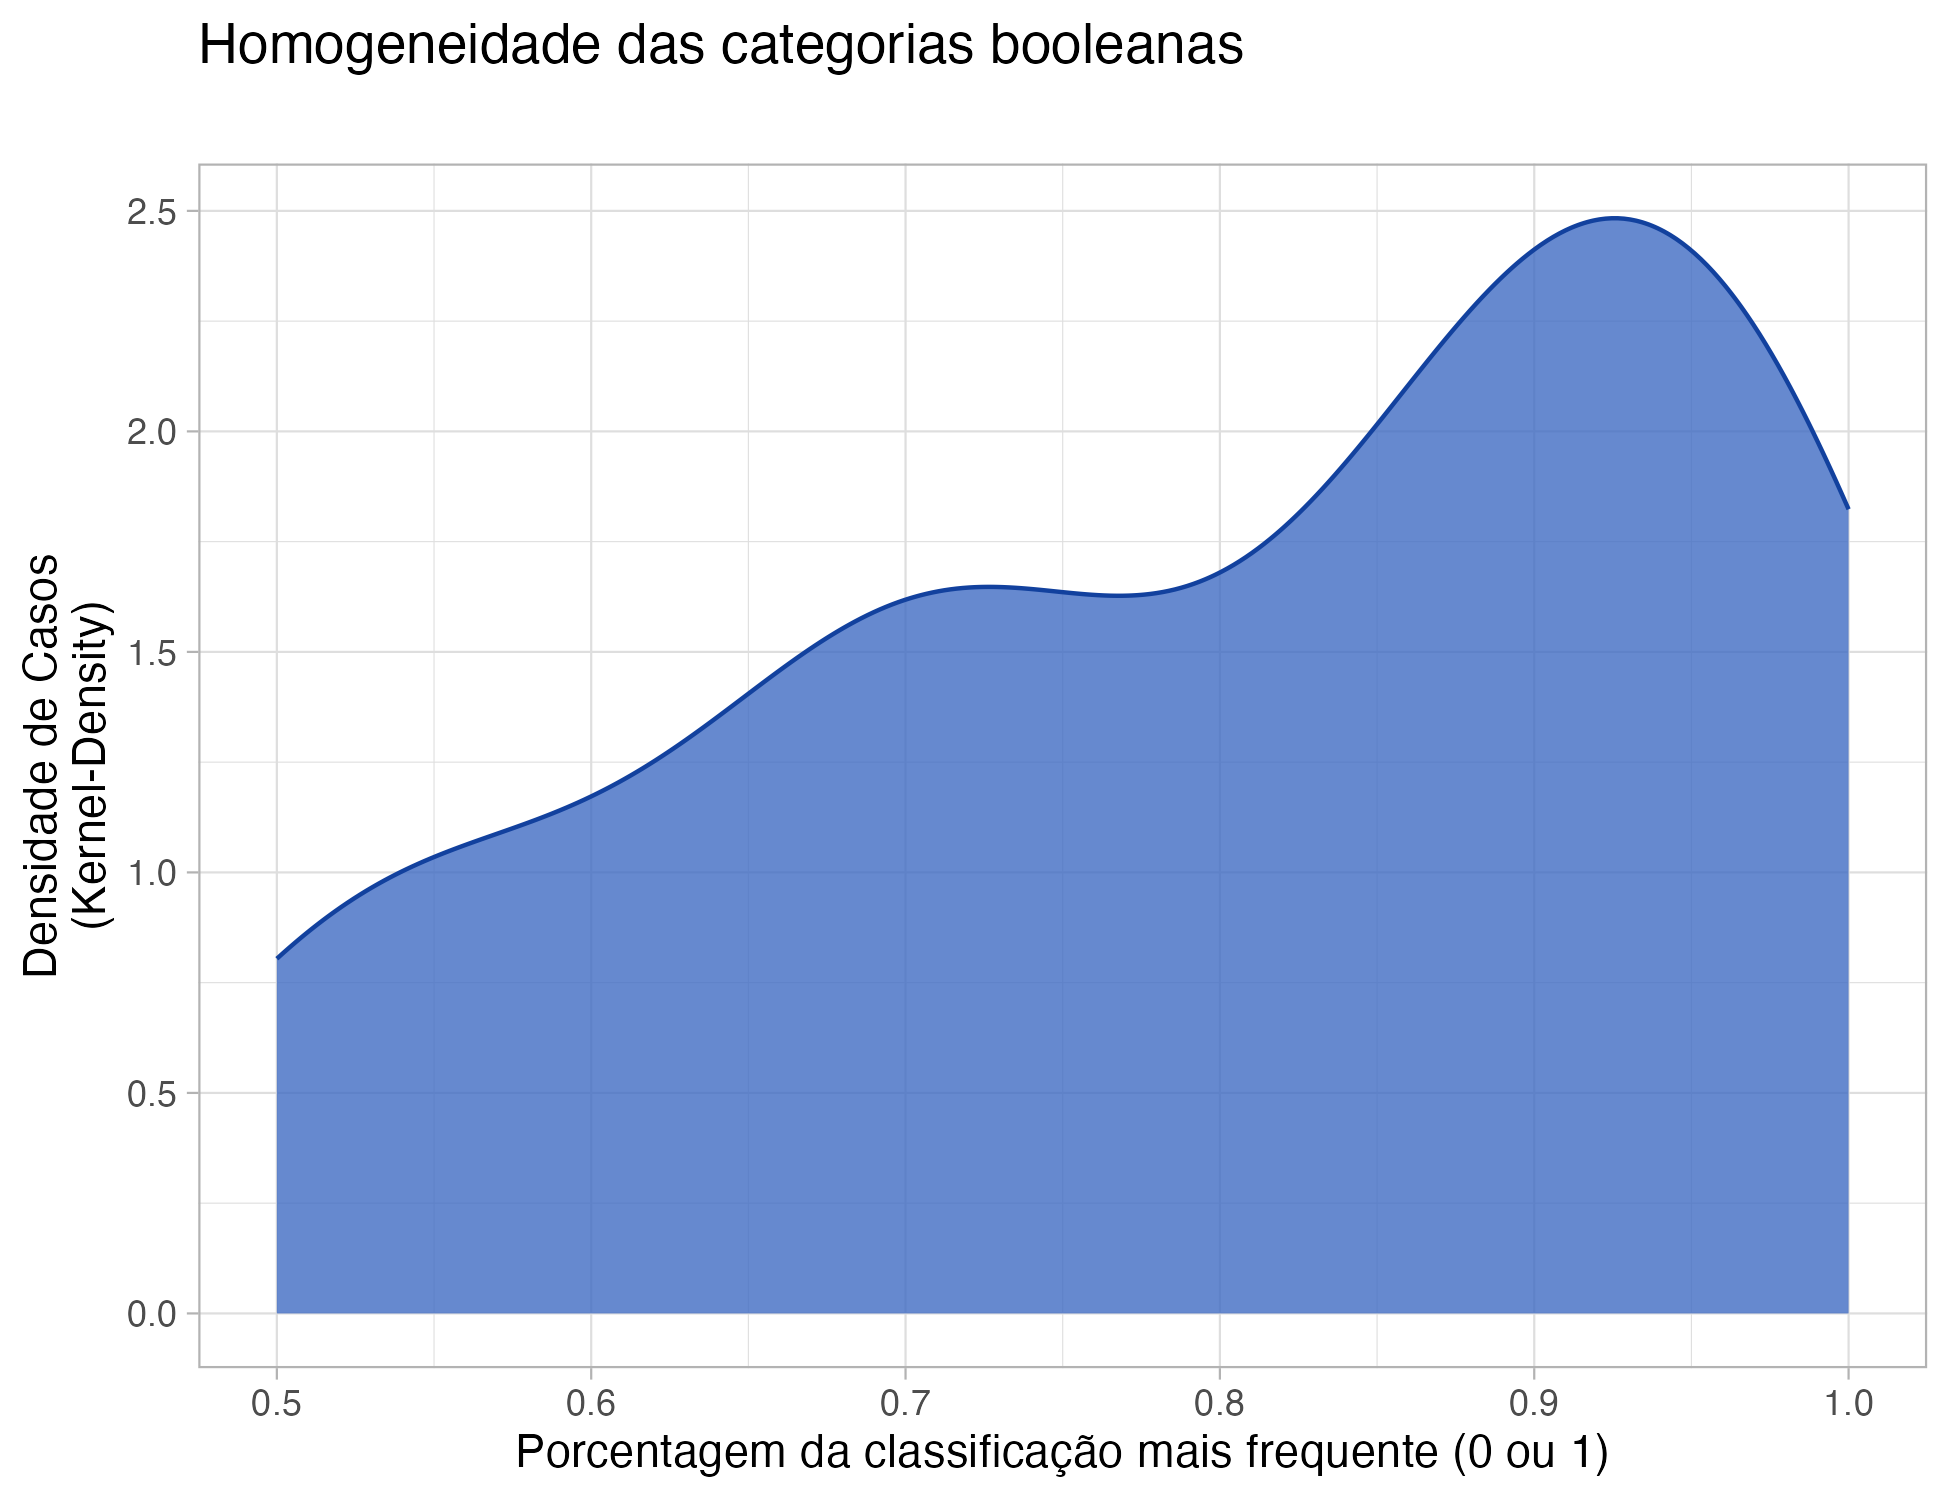 Homogeneidade das categorias booleanas
Densidade de Casos
(Kernel-Density)
2.5
2.0
1.5
1.0
0.5
0.0
0.5 0.6 0.7 0.8 0.9 1.0
Porcentagem da classificação mais frequente (0 ou 1)